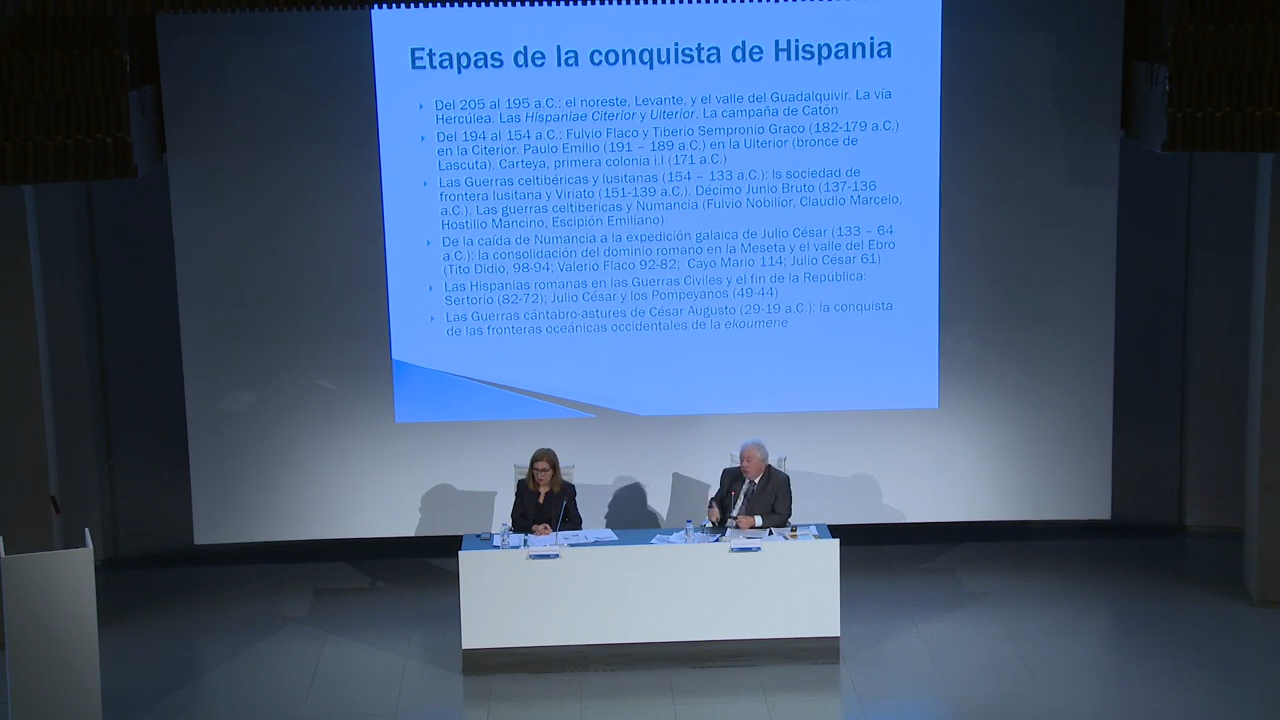 Etapas de la conquista de Hispania
Del 205 al 195 a.C.: el noreste, Levante, y el valle del Guadalquivir. La vía
Hercúlea. Las Hispaniae Citerior y Ulterior. La campaña de Catón
Del 194 al 154 a.C.: Fulvio Flaco y Tiberio Sempronio Graco (182-179 a.C.)
en la Citerior. Paulo Emilio (191 – 189 a.C.) en la Ulterior (bronce de
Lascuta). Carteya, primera colonia i.l (171 a.C.)
Las Guerras celtibéricas y lusitanas (154 – 133 a.C.): ls sociedad de
frontera lusitana y Viriato (151-139 a.C.). Décimo Junio Bruto (137-136
a.C.). Las guerras celtibericas y Numancia (Fulvio Nobilior, Claudio Marcelo,
Hostilio Mancino, Escipión Emiliano)
De la caída de Numancia a la expedición galaica de Julio César (133 – 64
a.C.): la consolidación del dominio romano en la Meseta y el valle del Ebro
(Tito Didio, 98-94; Valerio Flaco 92-82; Cayo Mario 114; Julio César 61)
Las Hispanias romanas en las Guerras Civiles y el fin de la República:
Sertorio (82-72); Julio César y los Pompeyanos (49-44)
Las Guerras cántabro-astures de César Augusto (29-19 a.C.): la conquista
de las fronteras oceánicas occidentales de la ekoumene